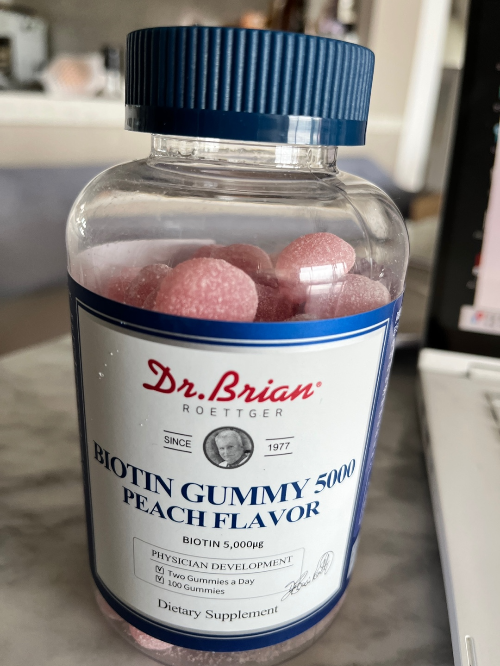 Dr.Brian
ROETTGER
SINCE 1977
BIOTIN GUMMY 5000
PEACH FLAVOR
BIOTIN 5,000µg
PHYSICIAN DEVELOPMENT
Two Gummies a Day
100 Gummies
Dietary Supplement